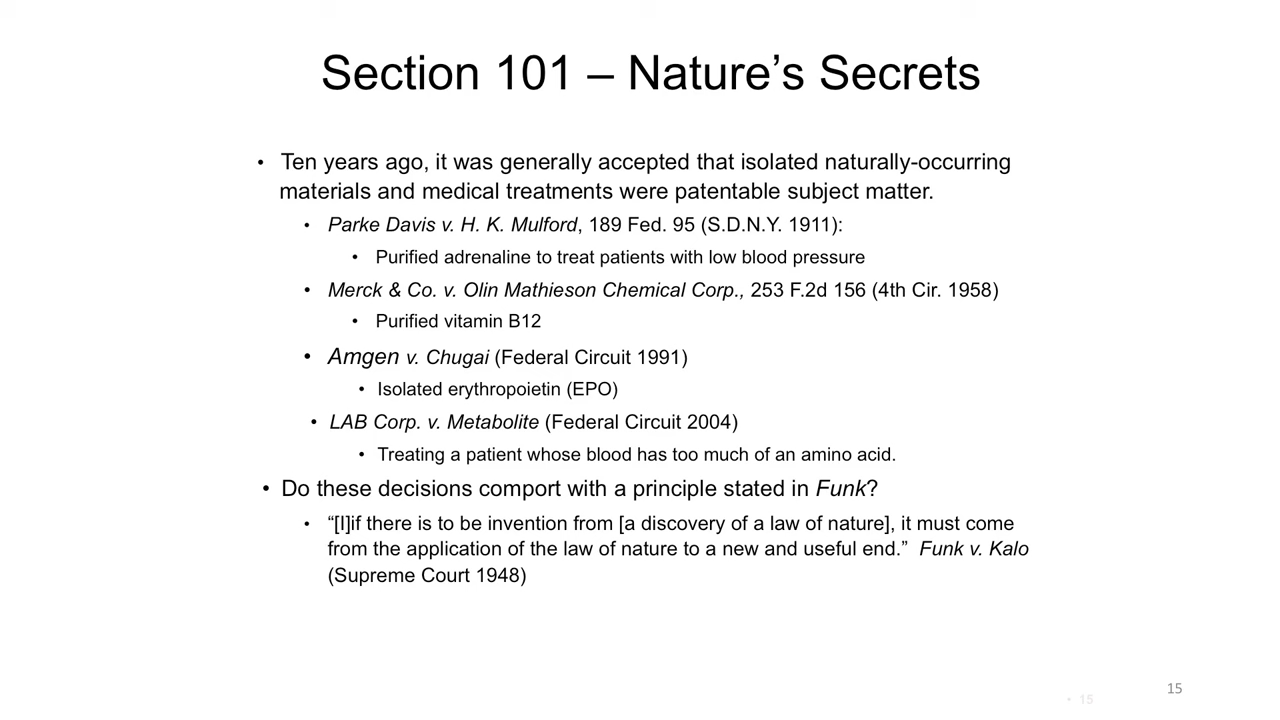 Section 101 – Nature’s Secrets
• Ten years ago, it was generally accepted that isolated naturally-occurring
materials and medical treatments were patentable subject matter.
• Parke Davis v. H. K. Mulford, 189 Fed. 95 (S.D.N.Y. 1911):
• Purified adrenaline to treat patients with low blood pressure
• Merck & Co. v. Olin Mathieson Chemical Corp., 253 F.2d 156 (4th Cir. 1958)
• Purified vitamin B12
• Amgen v. Chugai (Federal Circuit 1991)
• Isolated erythropoietin (EPO)
• LAB Corp. v. Metabolite (Federal Circuit 2004)
• Treating a patient whose blood has too much of an amino acid.
• Do these decisions comport with a principle stated in Funk?
• “[I]if there is to be invention from [a discovery of a law of nature], it must come
from the application of the law of nature to a new and useful end.” Funk v. Kalo
(Supreme Court 1948)
15
• 15